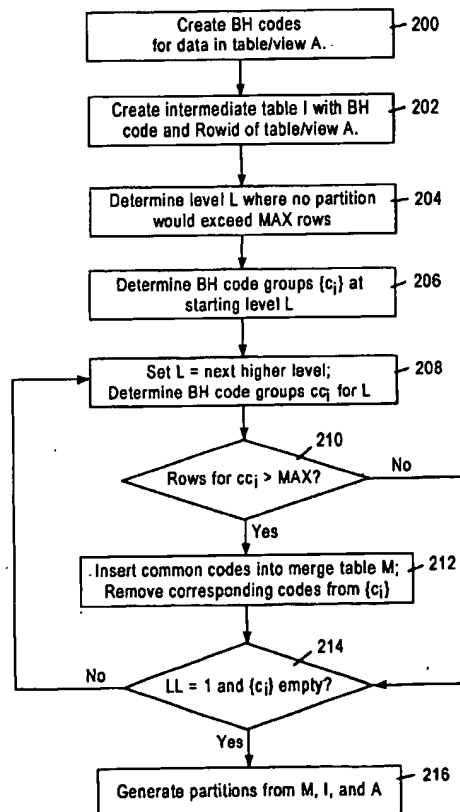 Create BH codes
for data in table/view A.
200
Create intermediate table I with BH
code and Rowid of table/view A.
202
Determine level L where no partition
would exceed MAX rows
204
Determine BH code groups {cᵢ} at
starting level L
206
Set L = next higher level;
Determine BH code groups ccᵢ for L
208
210
Rows for ccᵢ > MAX?
No
Yes
Insert common codes into merge table M;
Remove corresponding codes from {cᵢ}
212
214
No
LL = 1 and {cᵢ} empty?
Yes
216
Generate partitions from M, I, and A